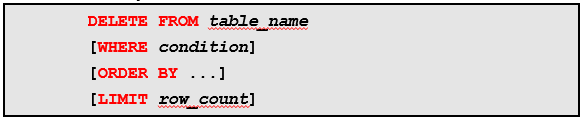 DELETE FROM table_name
[WHERE condition]
[ORDER BY ...]
[LIMIT row_count]